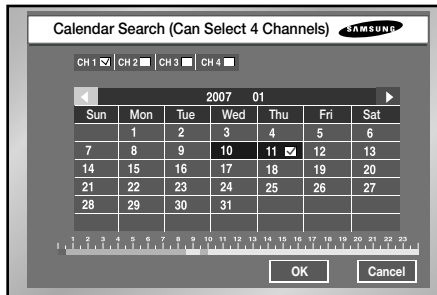 Calendar Search (Can Select 4 Channels) SAMSUNG
CH 1 CH 2 CH 3 CH 4
2007 01
Sun Mon Tue Wed Thu Fri Sat
1 2 3 4 5 6
7 8 9 10 11 12 13
14 15 16 17 18 19 20
21 22 23 24 25 26 27
28 29 30 31
1 2 3 4 5 6 7 8 9 10 11 12 13 14 15 16 17 18 19 20 21 22 23
OK Cancel